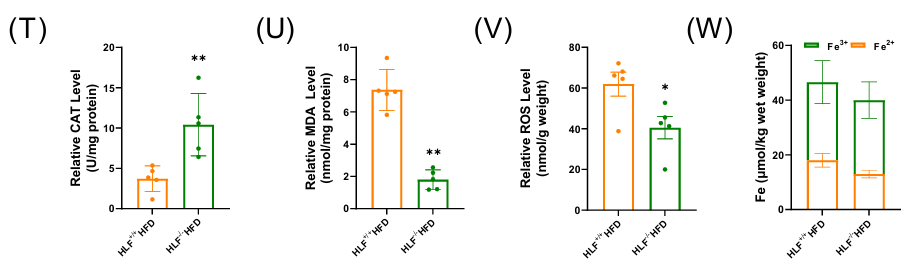 (T)
Relative CAT Level
(U/mg protein)
20
15
10
5
0
**
HLF+/+HFD
HLF-/-HFD
(U)
Relative MDA Level
(nmol/mg protein)
10
8
6
4
2
0
**
HLF+/+HFD
HLF-/-HFD
(V)
Relative ROS Level
(nmol/g weight)
80
60
40
20
0
*
HLF+/+HFD
HLF-/-HFD
(W)
Fe3+ Fe2+
Fe (μmol/kg wet weight)
60
40
20
0
HLF+/+HFD
HLF-/-HFD